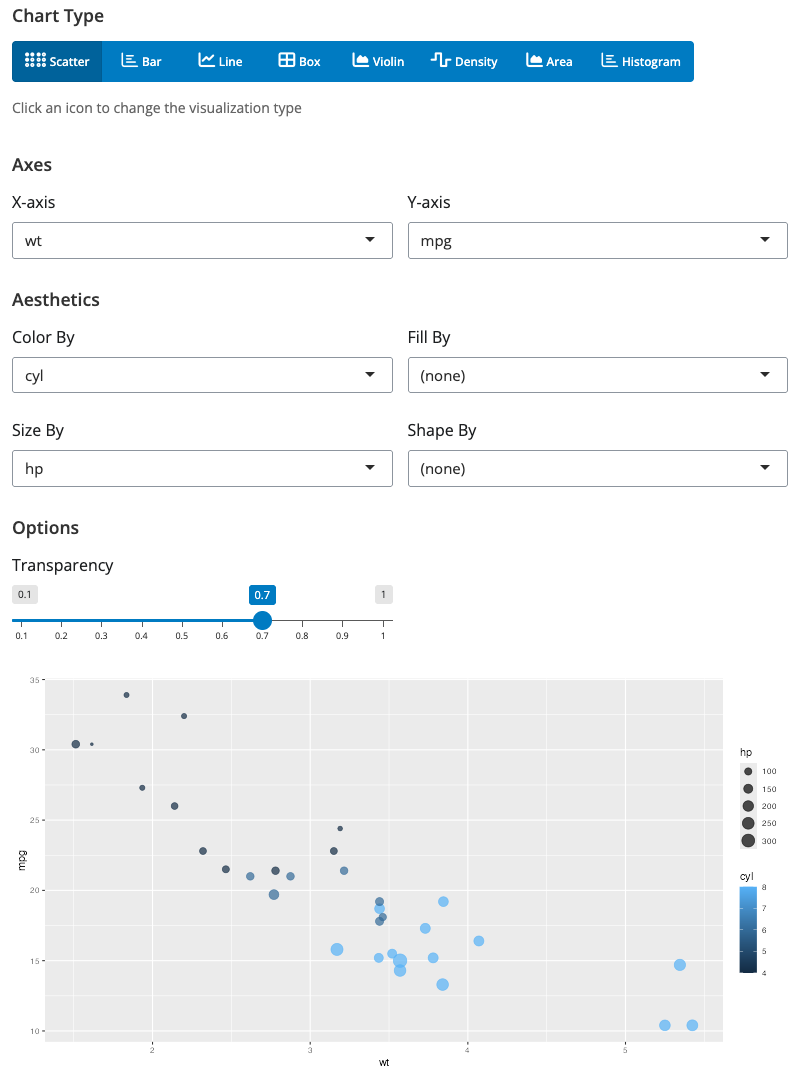 Chart Type
Scatter Bar Line Box Violin Density Area Histogram
Click an icon to change the visualization type
Axes
X-axis Y-axis
wt mpg
Aesthetics
Color By Fill By
cyl (none)
Size By Shape By
hp (none)
Options
Transparency
0.1 0.7 1
0.1 0.2 0.3 0.4 0.5 0.6 0.7 0.8 0.9 1
35
30
25
20
15
10
mpg
2 3 4 5
wt
hp
100
150
200
250
300
cyl
8
7
6
5
4